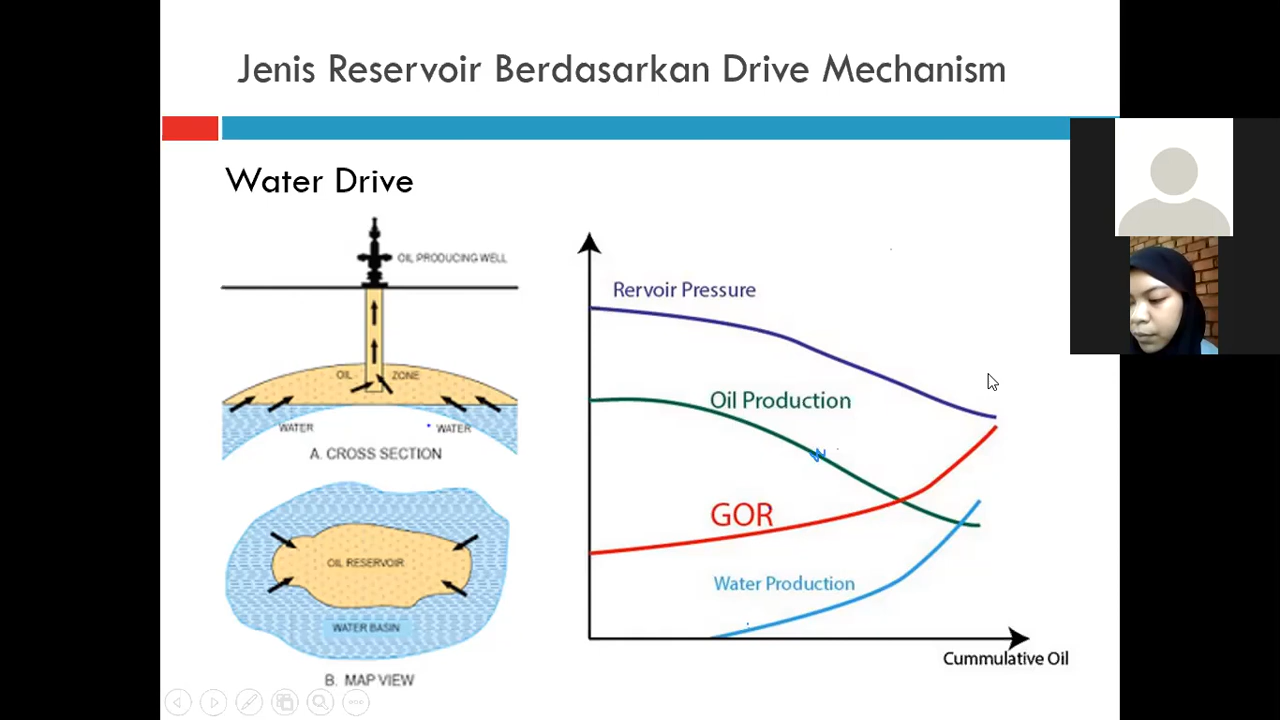 Jenis Reservoir Berdasarkan Drive Mechanism
Water Drive
OIL PRODUCING WELL
OIL ZONE
WATER WATER
A. CROSS SECTION
OIL RESERVOIR
WATER BASIN
B. MAP VIEW
Rervoir Pressure
Oil Production
GOR
Water Production
Cummulative Oil